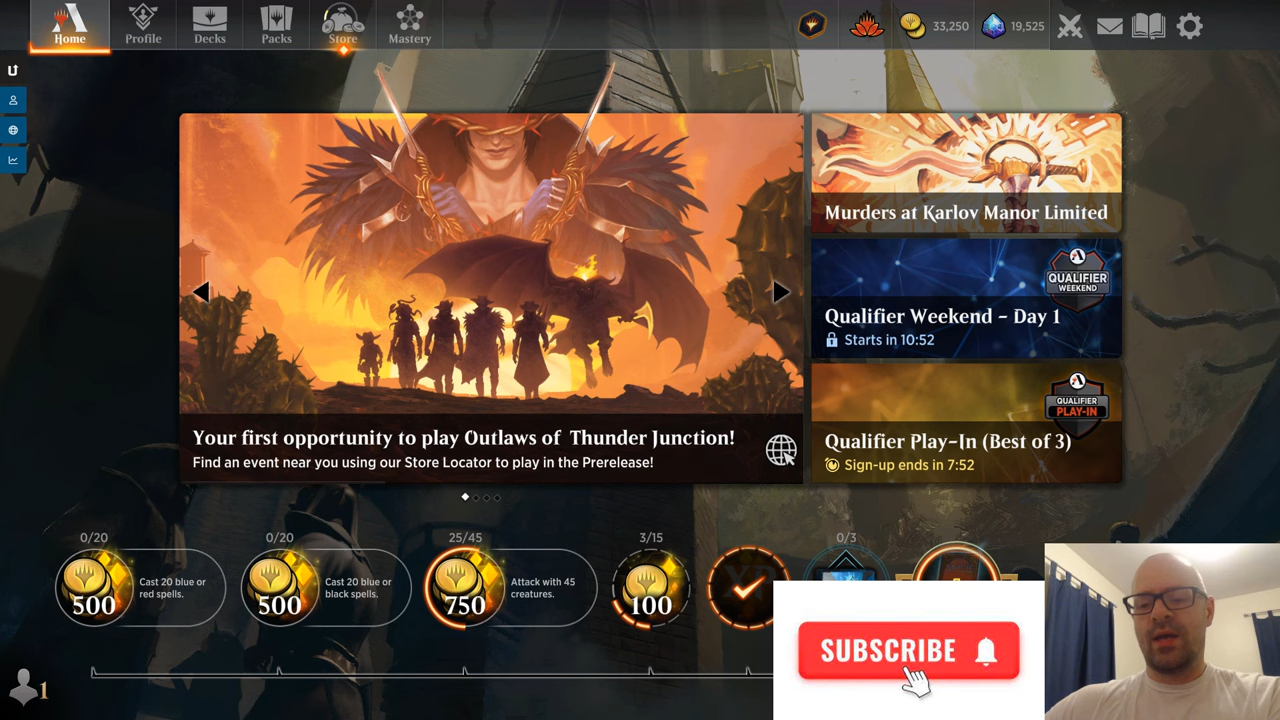 Home
Profile
Decks
Packs
Store
Mastery
33,250
19,525
Murders at Karlov Manor Limited
QUALIFIER
WEEKEND
Qualifier Weekend – Day 1
Starts in 10:52
QUALIFIER
PLAY-IN
Qualifier Play-In (Best of 3)
Sign-up ends in 7:52
Your first opportunity to play Outlaws of Thunder Junction!
Find an event near you using our Store Locator to play in the Prerelease!
0/20
500
Cast 20 blue or
red spells.
0/20
500
Cast 20 blue or
black spells.
25/45
750
Attack with 45
creatures.
3/15
100
XP
0/3
SUBSCRIBE
1